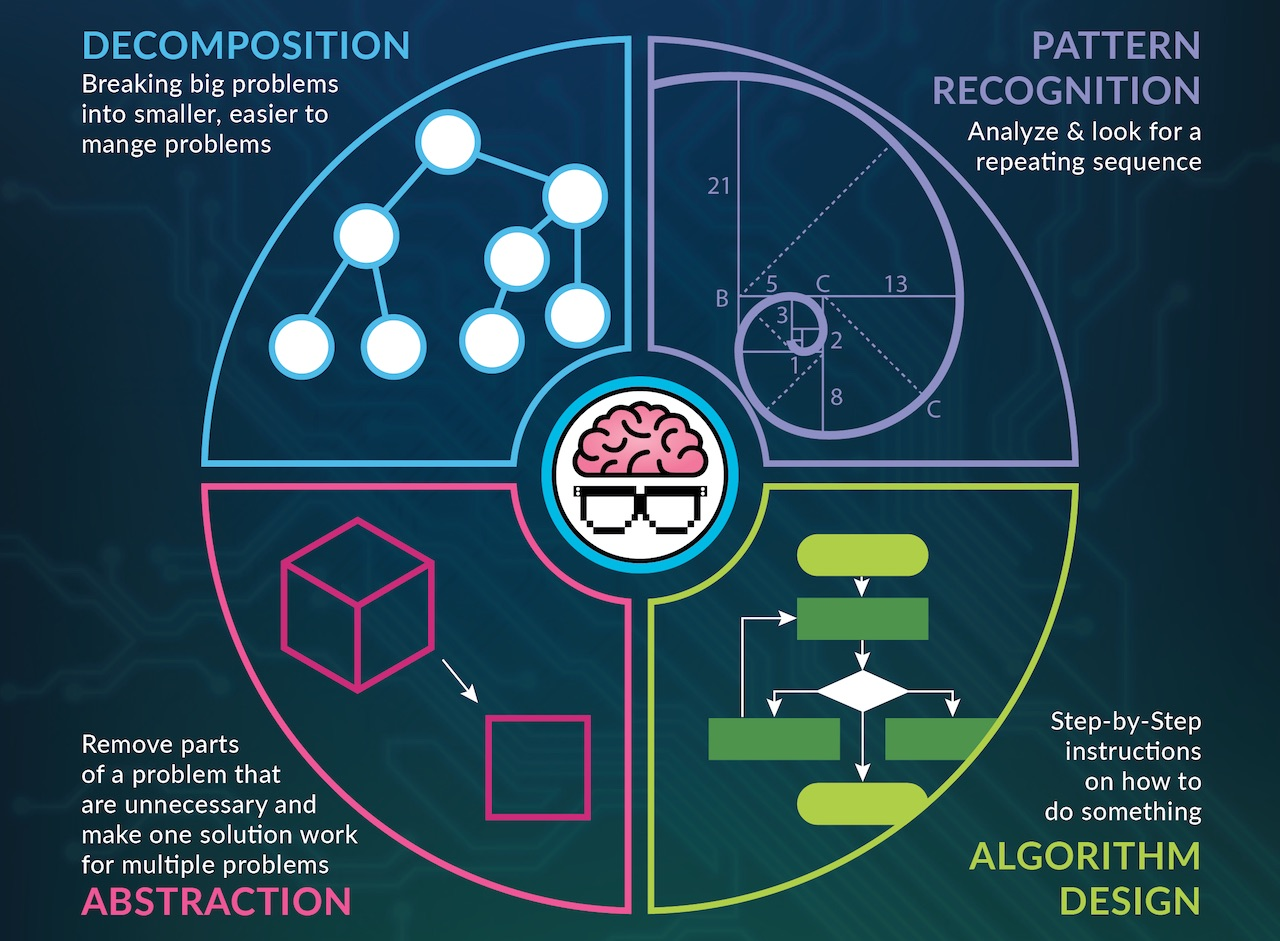 DECOMPOSITION
Breaking big problems
into smaller, easier to
mange problems
PATTERN
RECOGNITION
Analyze & look for a
repeating sequence
21
5
C
13
B
3
2
1
8
C
Remove parts
of a problem that
are unnecessary and
make one solution work
for multiple problems
ABSTRACTION
Step-by-Step
instructions
on how to
do something
ALGORITHM
DESIGN